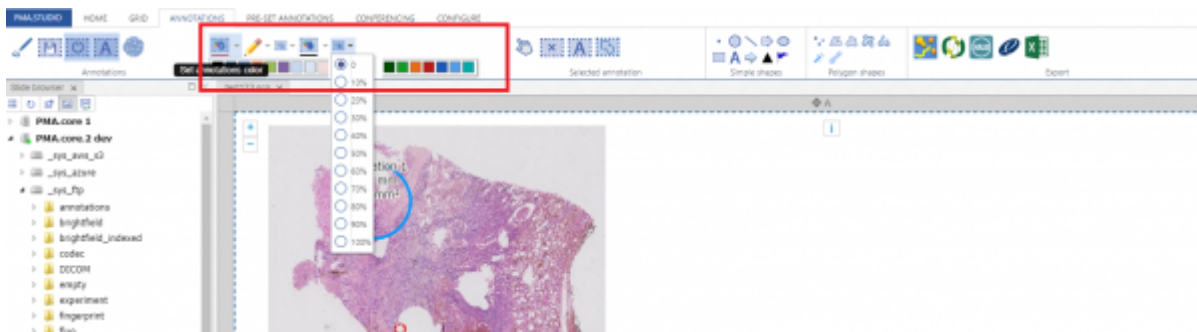 PMA.STUDIO HOME GRID ANNOTATIONS PRE-SET ANNOTATIONS CONFERENCING CONFIGURE
Annotations
Set annotations color
Selected annotation
Simple shapes
Polygon shapes
Export
Slide browser
A
0
10%
20%
30%
40%
50%
60%
70%
80%
90%
100%
PMA.core 1
PMA.core.2 dev
_sys_aws_s3
_sys_azure
_sys_ftp
annotations
brightfield
brightfield_indexed
codec
DICOM
empty
experiment
fingerprint